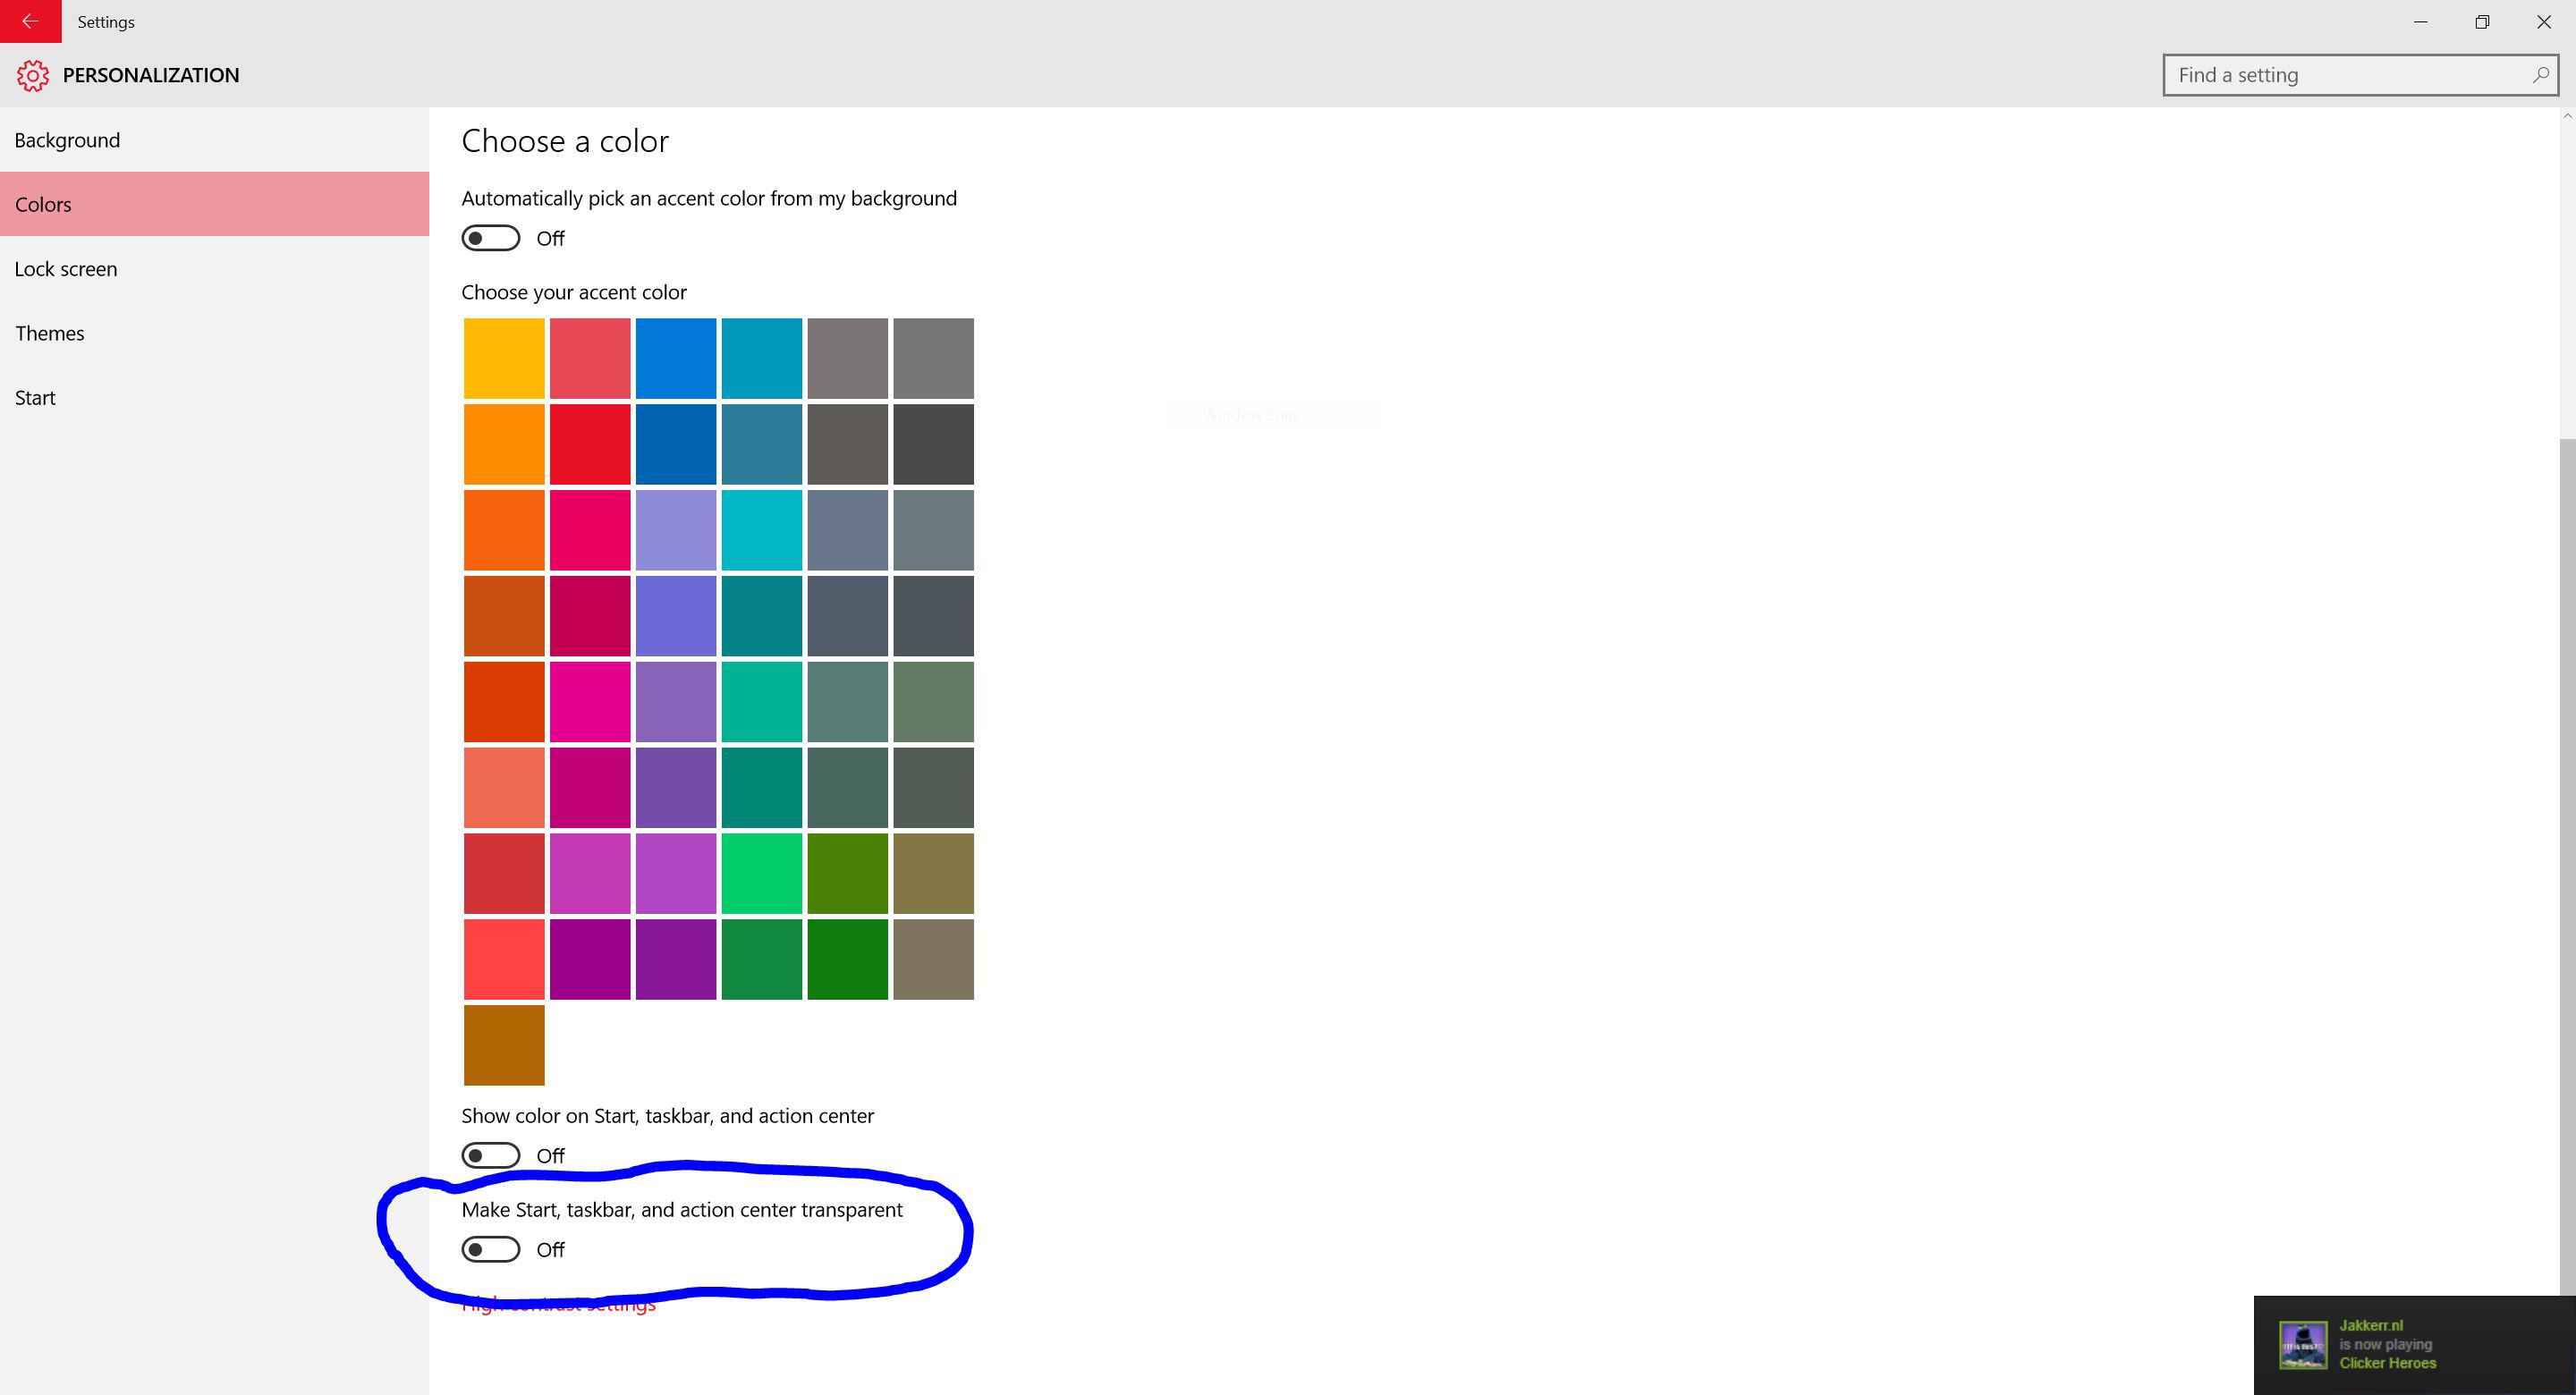 Settings
PERSONALIZATION
Find a setting
Background
Colors
Lock screen
Themes
Start
Choose a color
Automatically pick an accent color from my background
Off
Choose your accent color
Window Snip
Show color on Start, taskbar, and action center
Off
Make Start, taskbar, and action center transparent
Off
High contrast settings
Jakkerr.nl
is now playing
Clicker Heroes